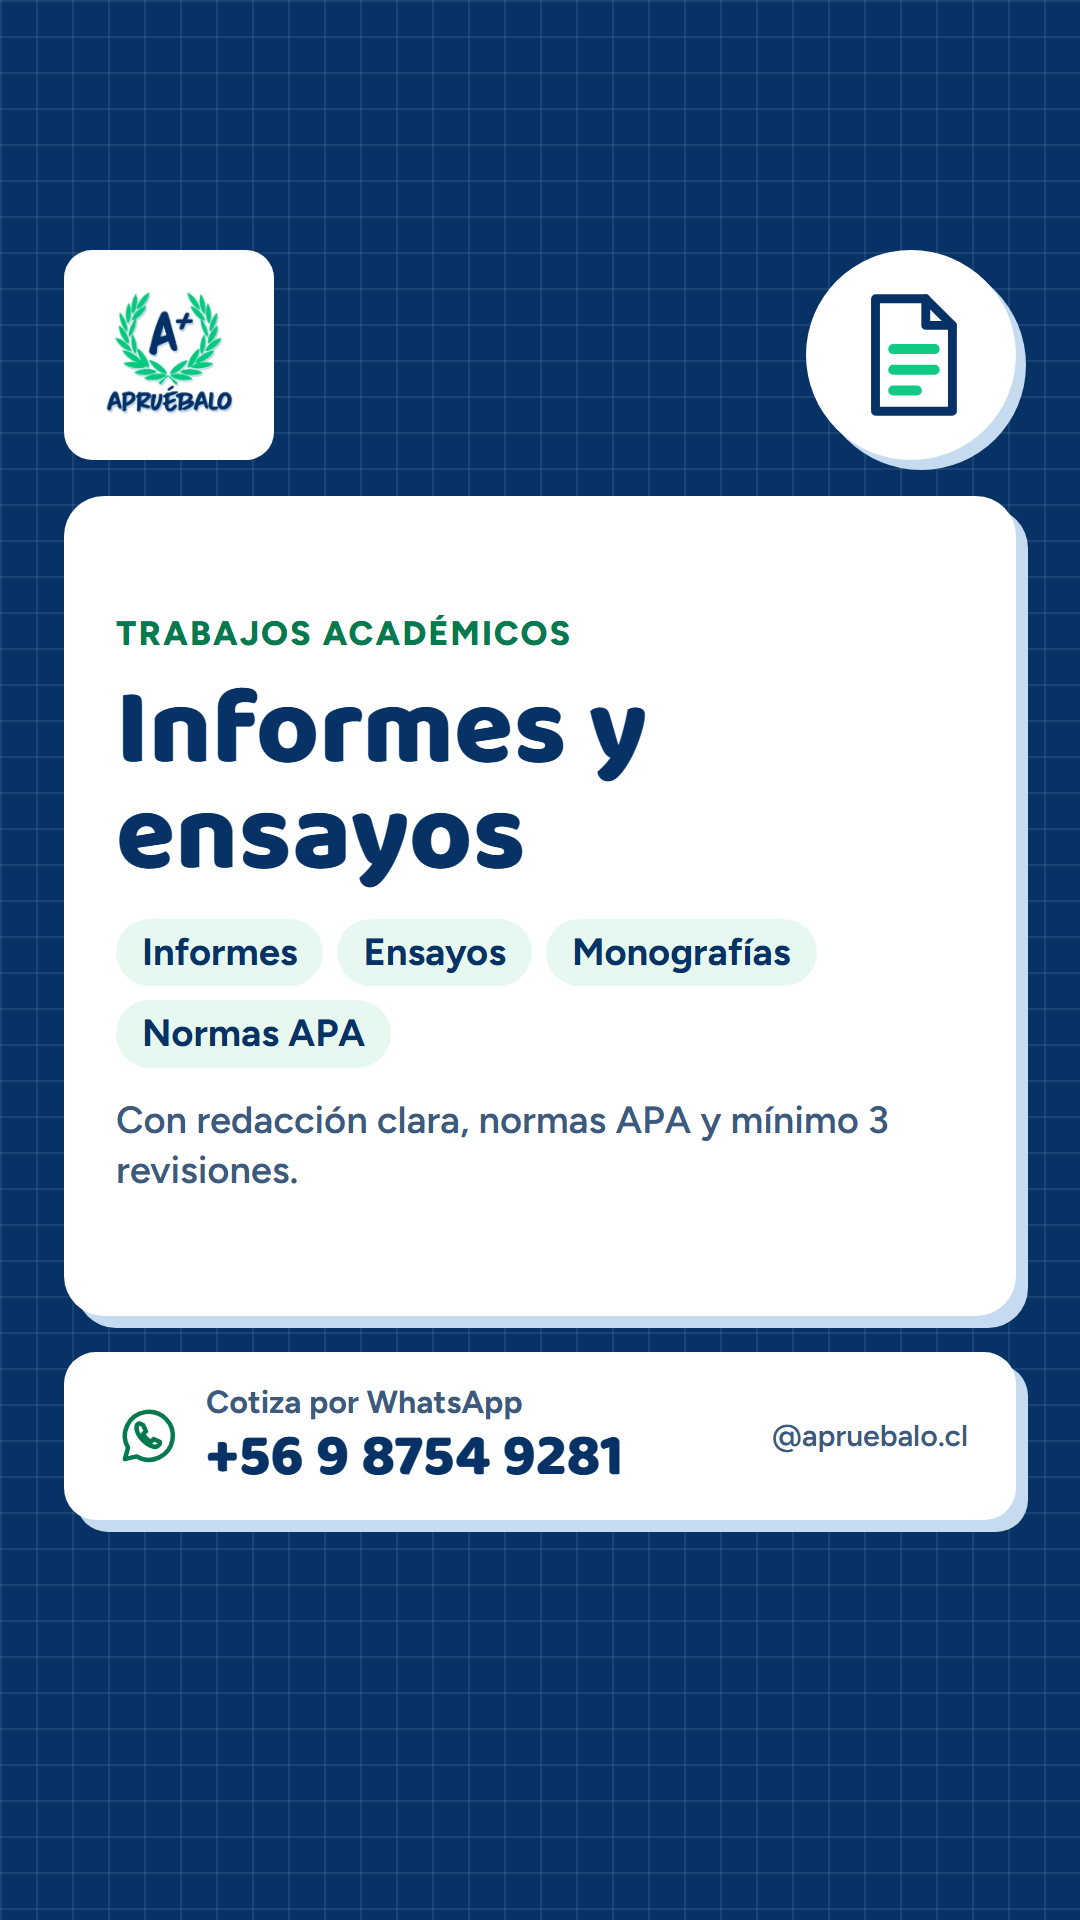 A+
APRUÉBALO
TRABAJOS ACADÉMICOS
Informes y
ensayos
Informes
Ensayos
Monografías
Normas APA
Con redacción clara, normas APA y mínimo 3
revisiones.
Cotiza por WhatsApp
+56 9 8754 9281
@apruebalo.cl